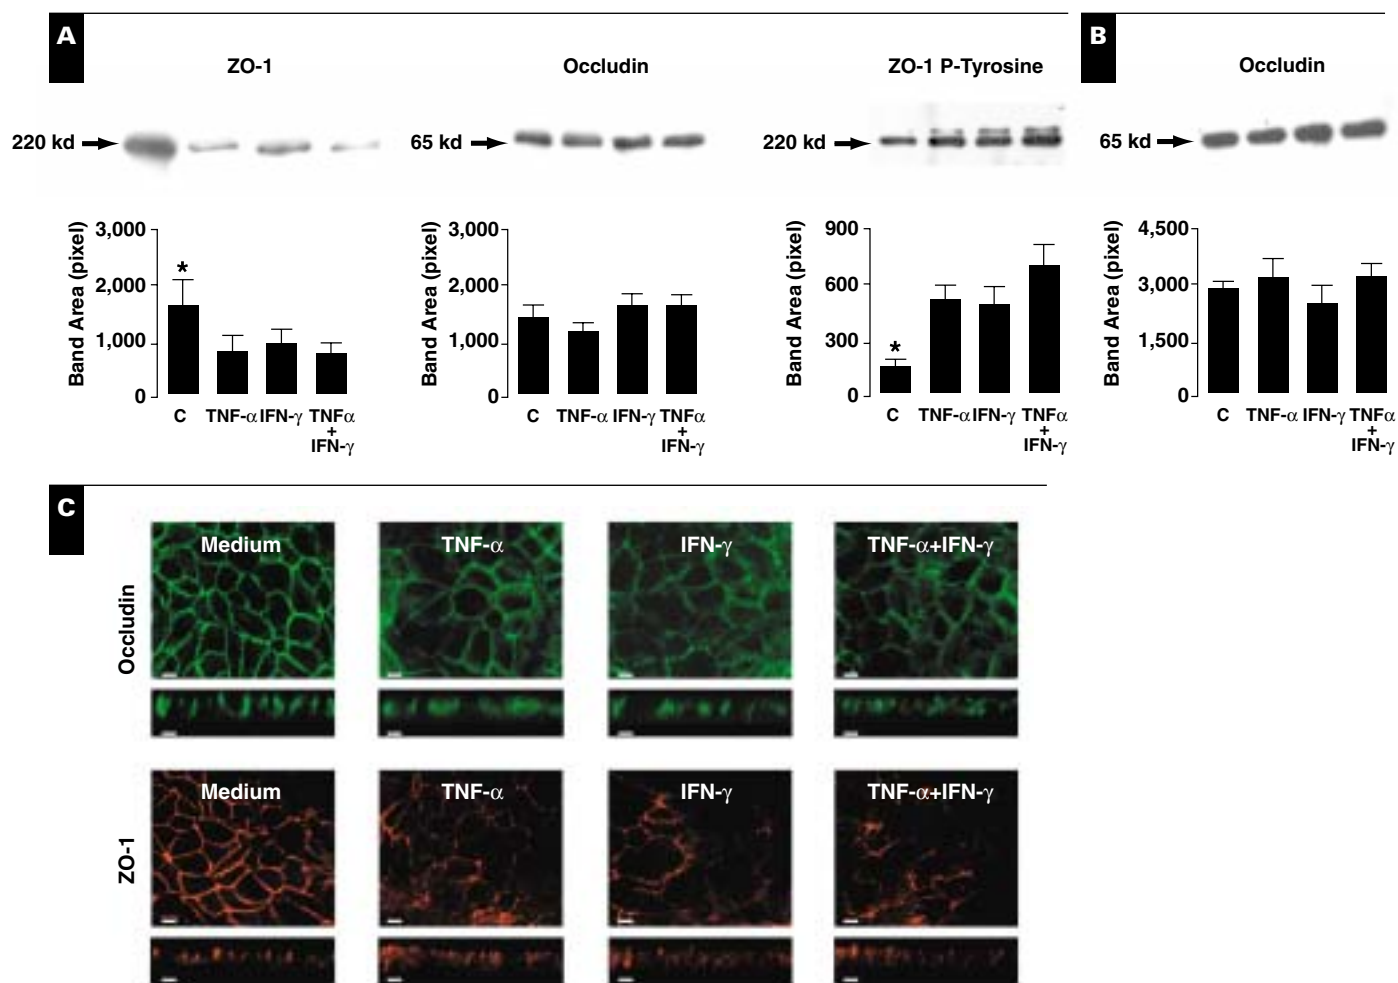 A
B
ZO-1
Occludin
ZO-1 P-Tyrosine
Occludin
220 kd
65 kd
220 kd
65 kd
Band Area (pixel)
3,000
2,000
1,000
0
*
C
TNF-α
IFN-γ
TNFα
+
IFN-γ
Band Area (pixel)
3,000
2,000
1,000
0
C
TNF-α
IFN-γ
TNFα
+
IFN-γ
Band Area (pixel)
900
600
300
0
*
C
TNF-α
IFN-γ
TNFα
+
IFN-γ
Band Area (pixel)
4,500
3,000
1,500
0
C
TNF-α
IFN-γ
TNFα
+
IFN-γ
C
Occludin
Medium
TNF-α
IFN-γ
TNF-α+IFN-γ
ZO-1
Medium
TNF-α
IFN-γ
TNF-α+IFN-γ